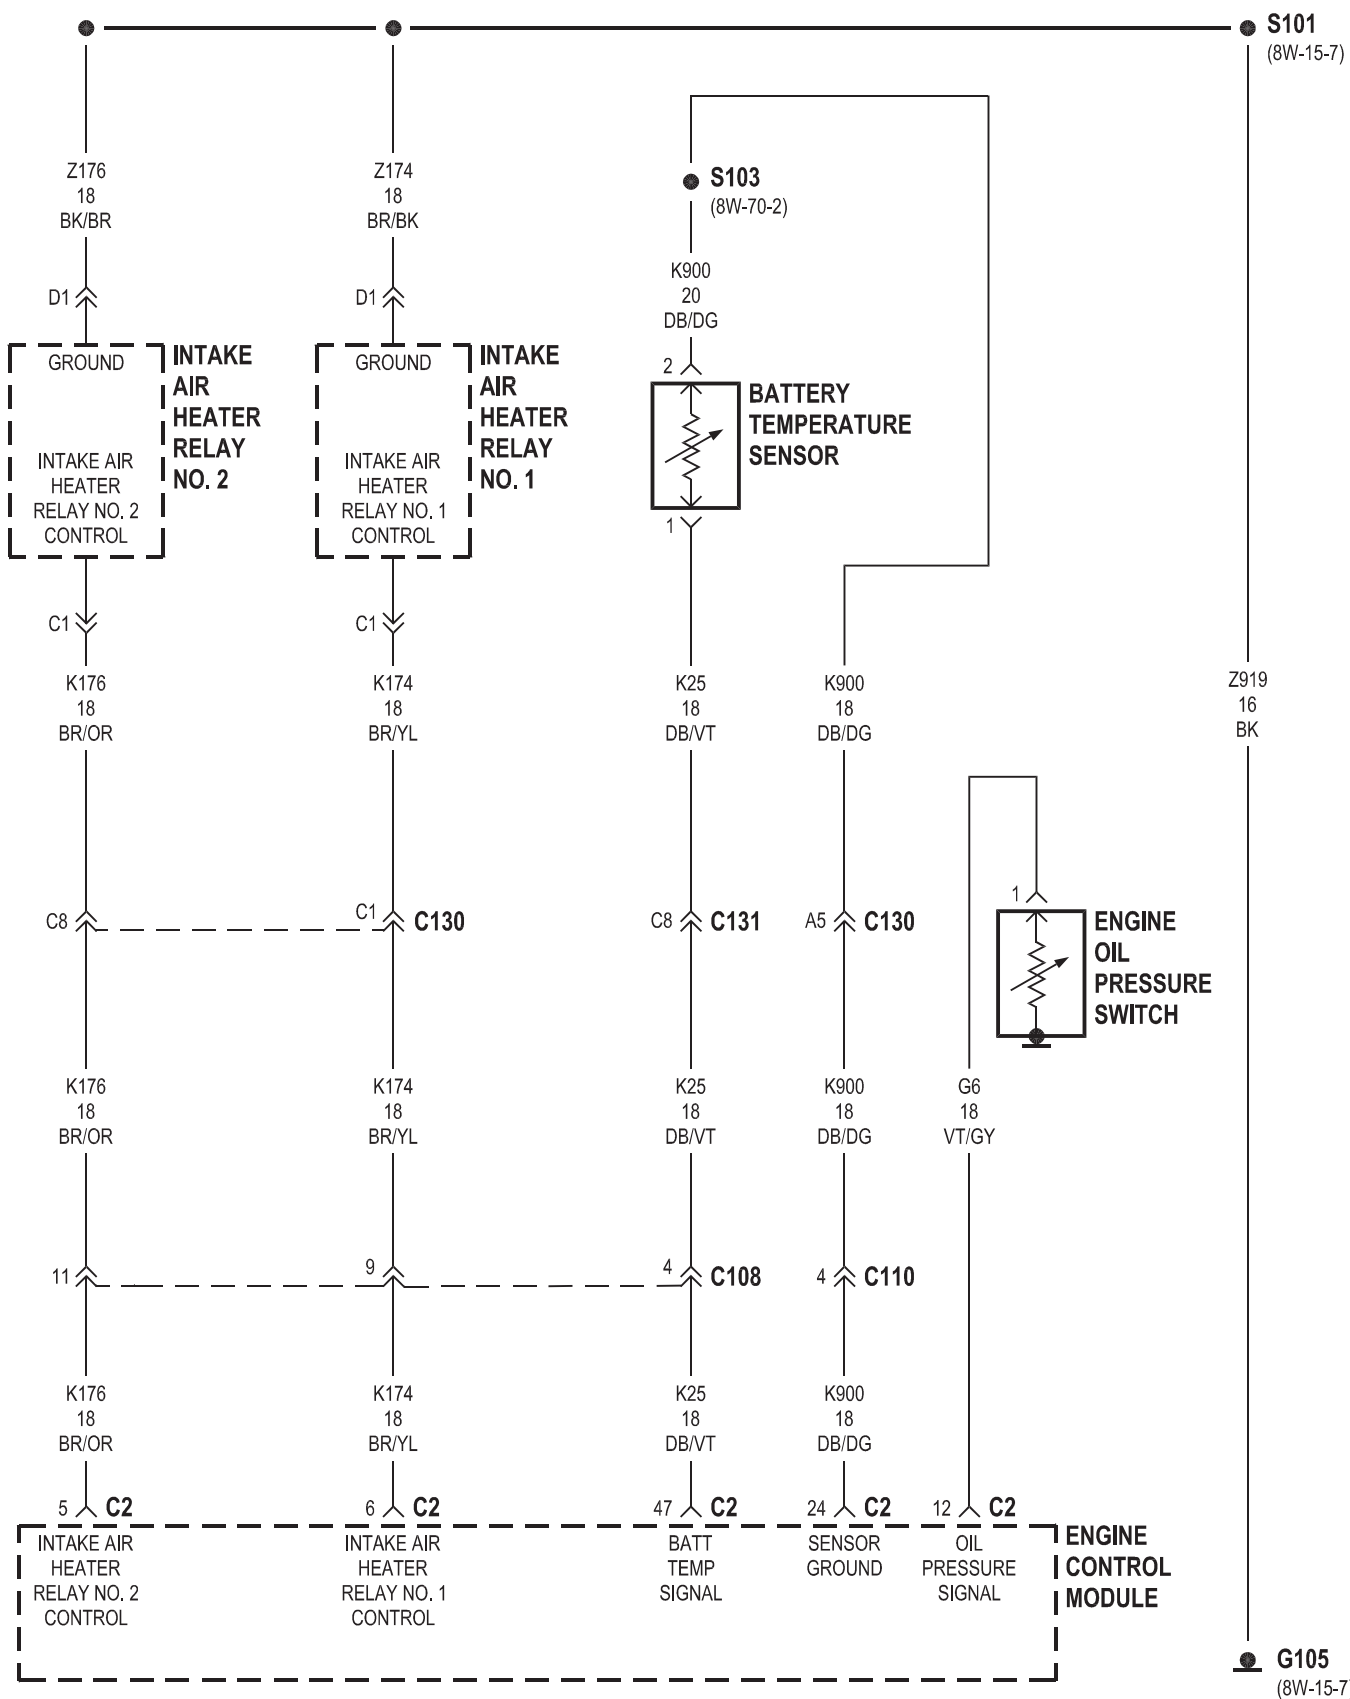 S101
(8W-15-7)
Z176
18
BK/BR
Z174
18
BR/BK
S103
(8W-70-2)
K900
20
DB/DG
D1
D1
GROUND
INTAKE
AIR
HEATER
RELAY
NO. 2
INTAKE AIR
HEATER
RELAY NO. 2
CONTROL
GROUND
INTAKE
AIR
HEATER
RELAY
NO. 1
INTAKE AIR
HEATER
RELAY NO. 1
CONTROL
2
BATTERY
TEMPERATURE
SENSOR
1
C1
C1
K176
18
BR/OR
K174
18
BR/YL
K25
18
DB/VT
K900
18
DB/DG
Z919
16
BK
C8
C1
C130
C8
C131
A5
C130
1
ENGINE
OIL
PRESSURE
SWITCH
K176
18
BR/OR
K174
18
BR/YL
K25
18
DB/VT
K900
18
DB/DG
G6
18
VT/GY
11
9
4
C108
4
C110
K176
18
BR/OR
K174
18
BR/YL
K25
18
DB/VT
K900
18
DB/DG
5
C2
6
C2
47
C2
24
C2
12
C2
INTAKE AIR
HEATER
RELAY NO. 2
CONTROL
INTAKE AIR
HEATER
RELAY NO. 1
CONTROL
BATT
TEMP
SIGNAL
SENSOR
GROUND
OIL
PRESSURE
SIGNAL
ENGINE
CONTROL
MODULE
G105
(8W-15-7